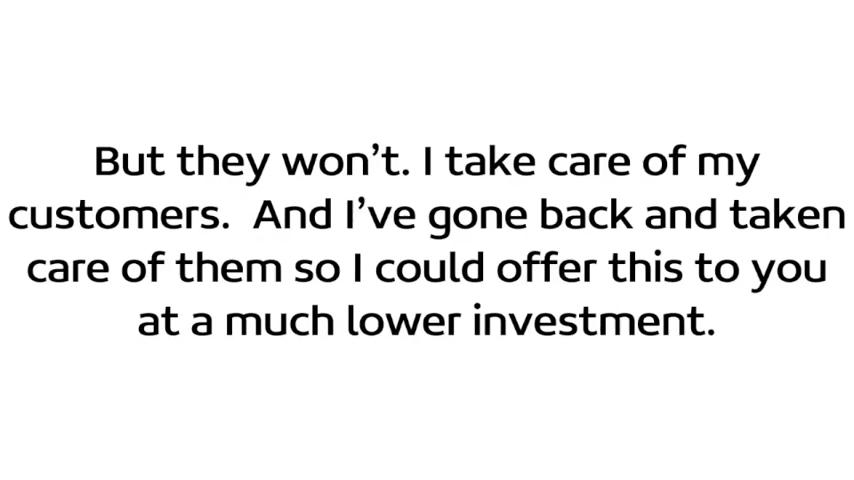 But they won’t. I take care of my
customers.  And I’ve gone back and taken
care of them so I could offer this to you
at a much lower investment.